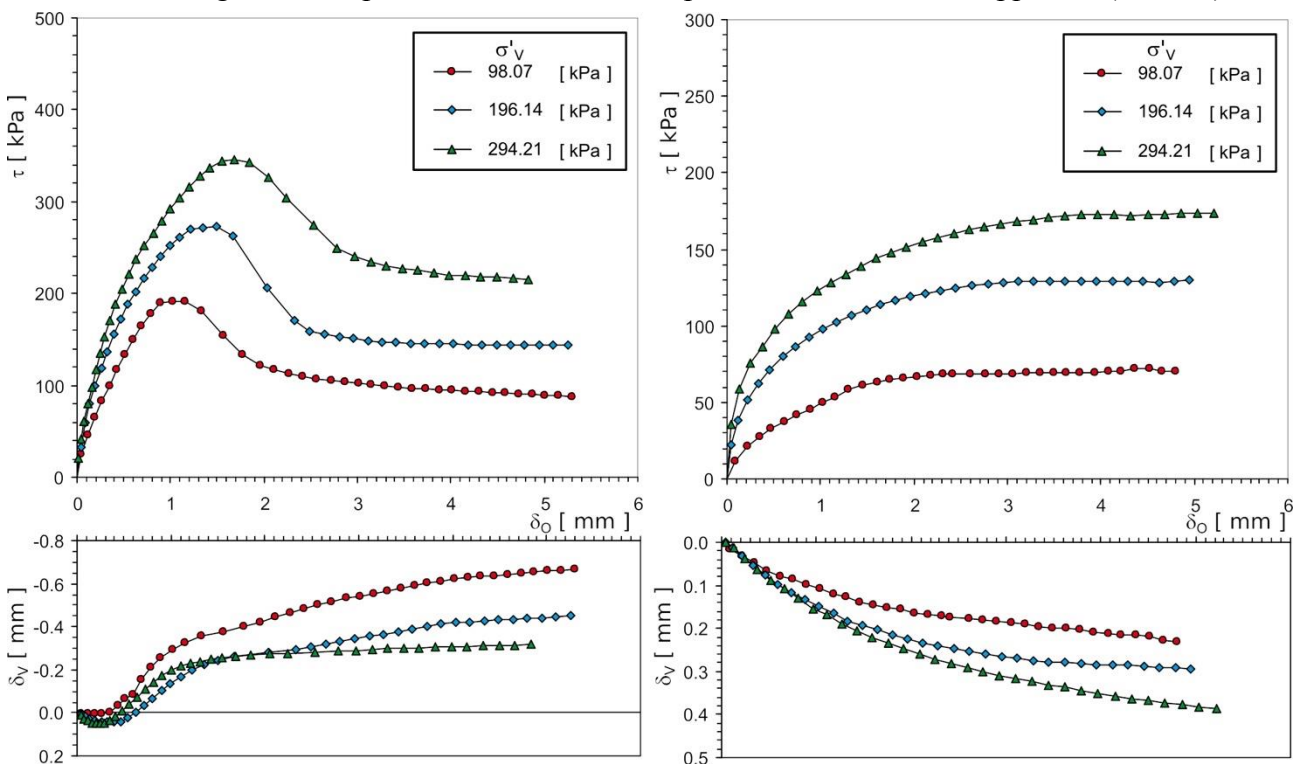 500
400
300
200
100
0
τ [ kPa ]
σ'V
98.07 [ kPa ]
196.14 [ kPa ]
294.21 [ kPa ]
0 1 2 3 4 5 6
δO [ mm ]
-0.8
-0.6
-0.4
-0.2
0.0
0.2
δV [ mm ]
300
250
200
150
100
50
0
τ [ kPa ]
σ'V
98.07 [ kPa ]
196.14 [ kPa ]
294.21 [ kPa ]
0 1 2 3 4 5 6
δO [ mm ]
0.0
0.1
0.2
0.3
0.4
0.5
δV [ mm ]